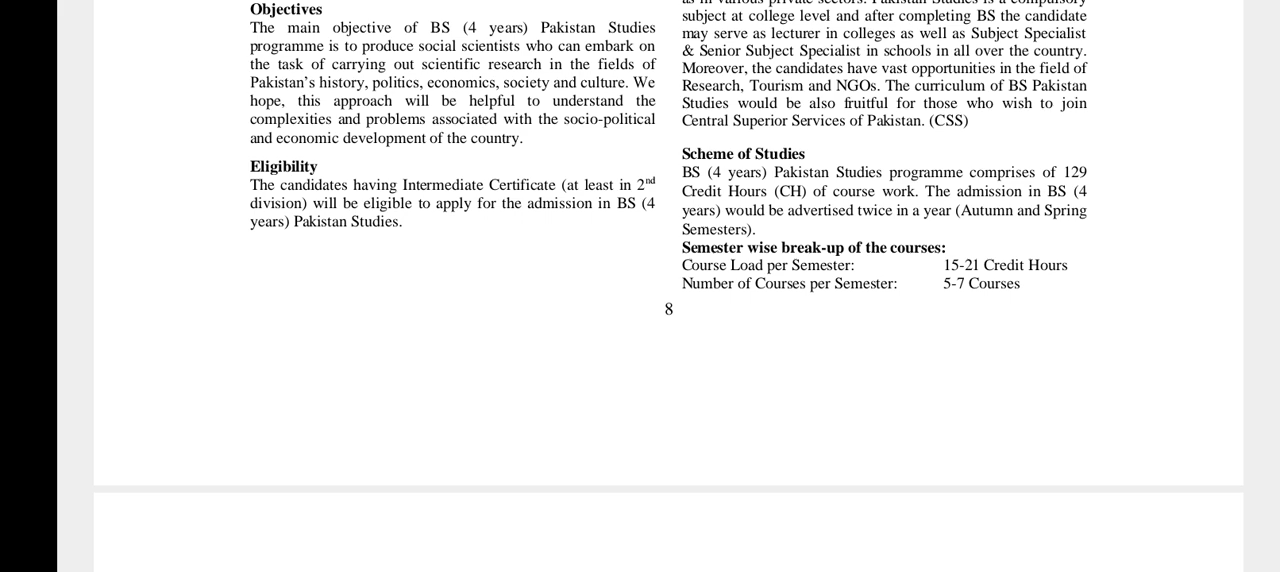 Objectives
The main objective of BS (4 years) Pakistan Studies
programme is to produce social scientists who can embark on
the task of carrying out scientific research in the fields of
Pakistan's history, politics, economics, society and culture. We
hope, this approach will be helpful to understand the
complexities and problems associated with the socio-political
and economic development of the country.
Eligibility
The candidates having Intermediate Certificate (at least in 2nd
division) will be eligible to apply for the admission in BS (4
years) Pakistan Studies.
as in various private sectors. Pakistan Studies is a compulsory
subject at college level and after completing BS the candidate
may serve as lecturer in colleges as well as Subject Specialist
& Senior Subject Specialist in schools in all over the country.
Moreover, the candidates have vast opportunities in the field of
Research, Tourism and NGOs. The curriculum of BS Pakistan
Studies would be also fruitful for those who wish to join
Central Superior Services of Pakistan. (CSS)
Scheme of Studies
BS (4 years) Pakistan Studies programme comprises of 129
Credit Hours (CH) of course work. The admission in BS (4
years) would be advertised twice in a year (Autumn and Spring
Semesters).
Semester wise break-up of the courses:
Course Load per Semester: 15-21 Credit Hours
Number of Courses per Semester: 5-7 Courses
8